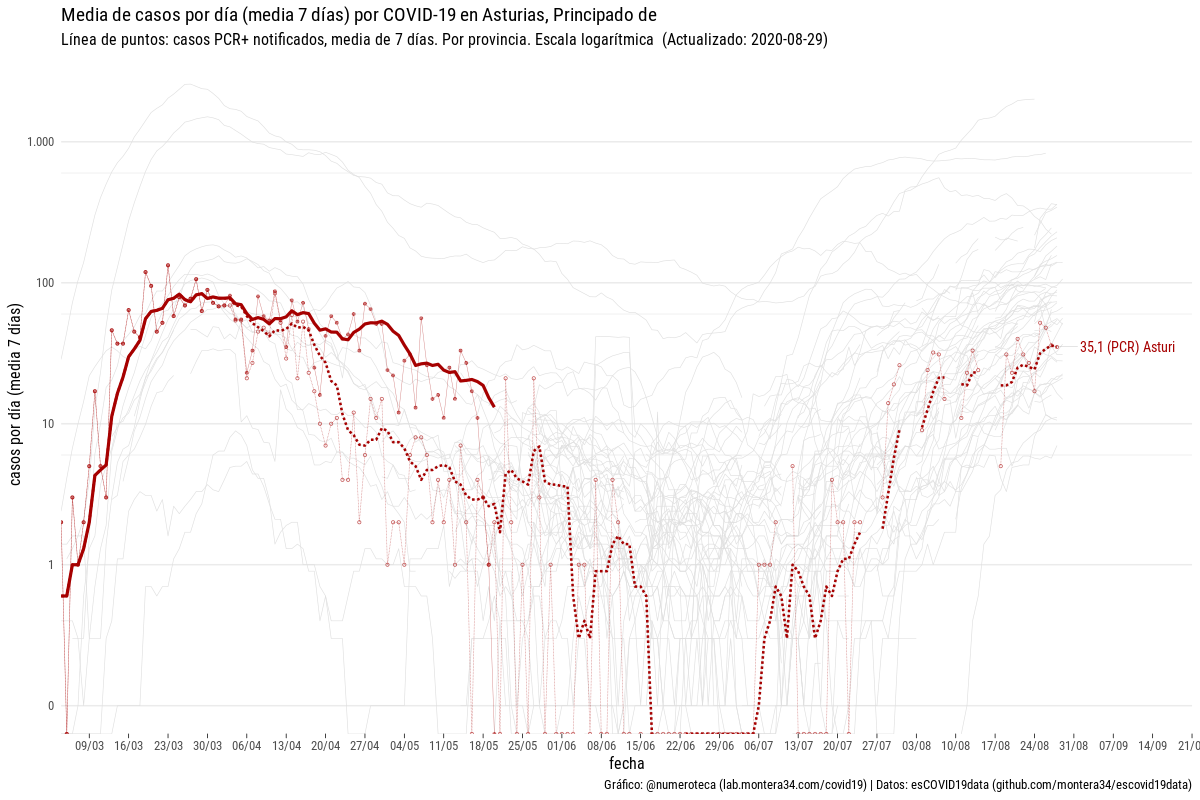 Media de casos por día (media 7 días) por COVID-19 en Asturias, Principado de
Línea de puntos: casos PCR+ notificados, media de 7 días. Por provincia. Escala logarítmica (Actualizado: 2020-08-29)
casos por día (media 7 días)
1.000
100
10
1
0
35,1 (PCR) Asturi
09/03 16/03 23/03 30/03 06/04 13/04 20/04 27/04 04/05 11/05 18/05 25/05 01/06 08/06 15/06 22/06 29/06 06/07 13/07 20/07 27/07 03/08 10/08 17/08 24/08 31/08 07/09 14/09 21/0
fecha
Gráfico: @numeroteca (lab.montera34.com/covid19) | Datos: esCOVID19data (github.com/montera34/escovid19data)